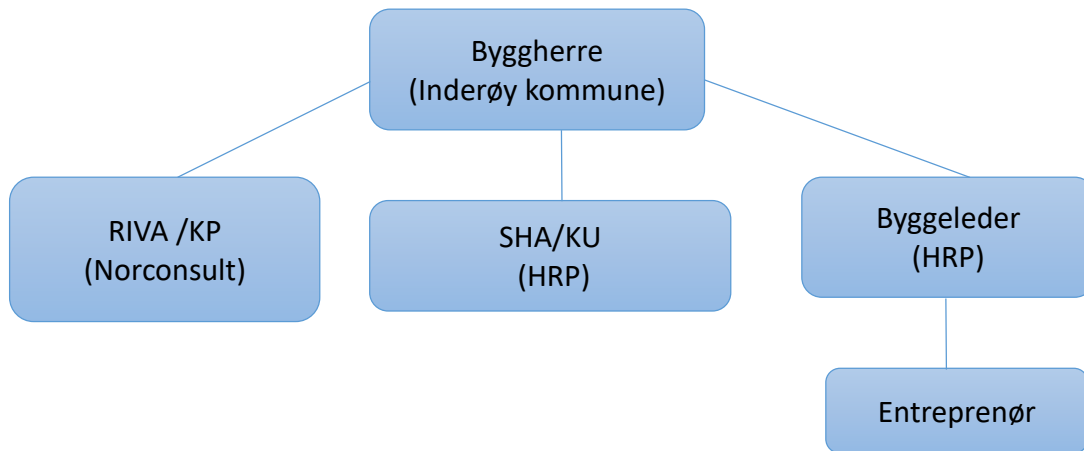 Byggherre
(Inderøy kommune)
RIVA /KP
(Norconsult)
SHA/KU
(HRP)
Byggeleder
(HRP)
Entreprenør